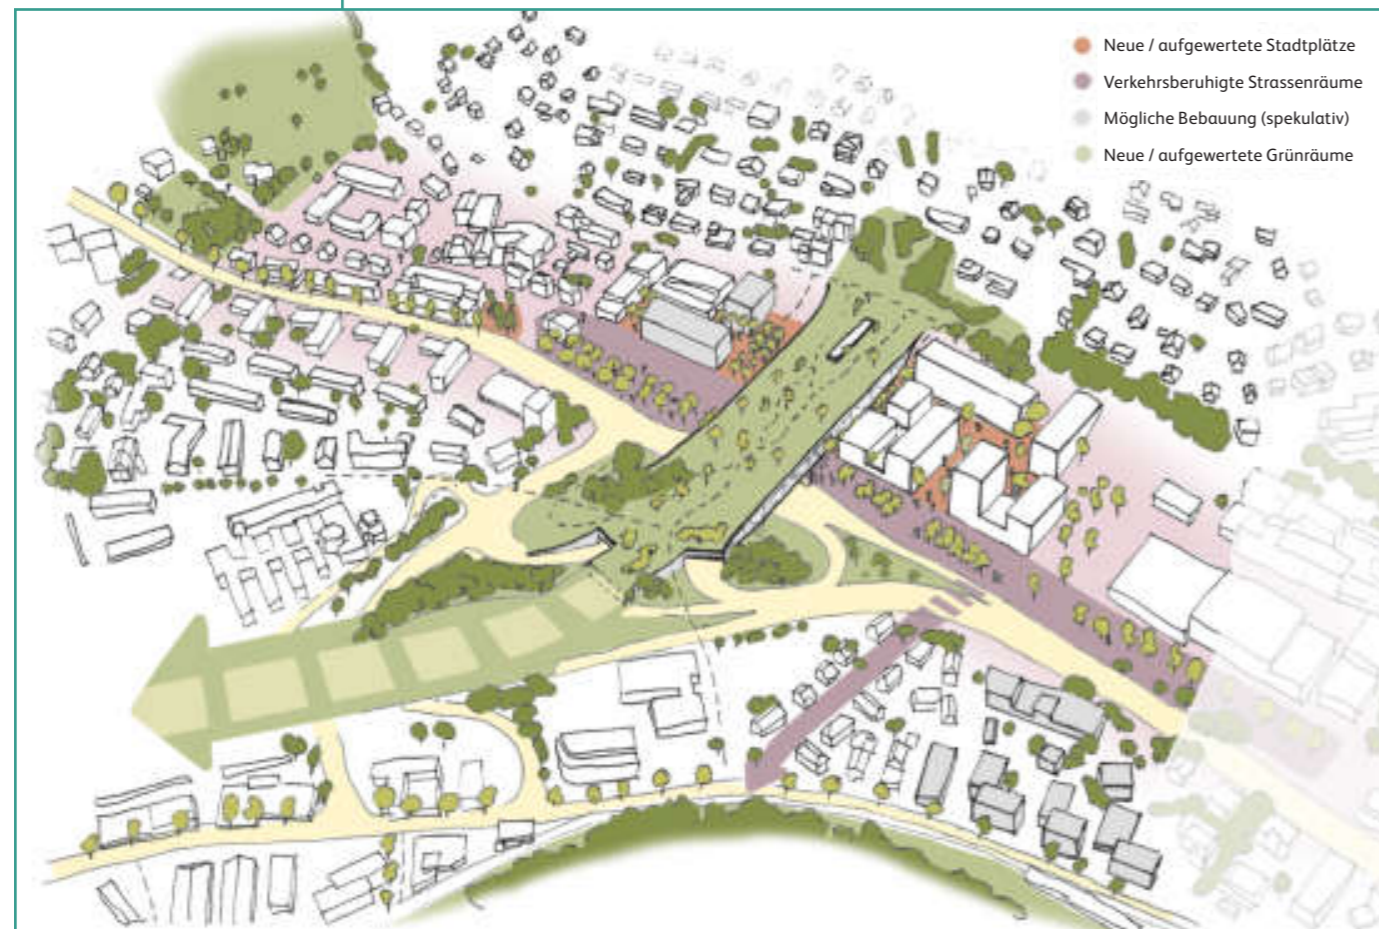 Neue / aufgewertete Stadtplätze
Verkehrsberuhigte Strassenräume
Mögliche Bebauung (spekulativ)
Neue / aufgewertete Grünräume